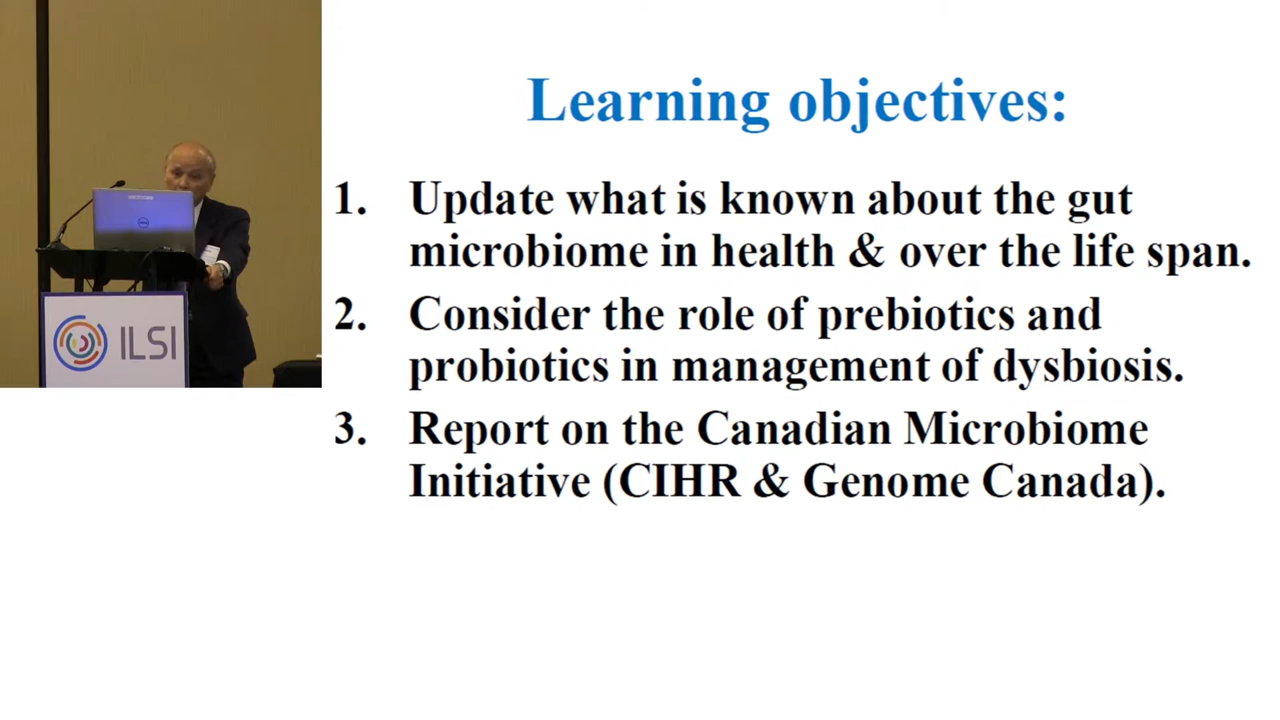 Learning objectives:
1. Update what is known about the gut
microbiome in health & over the life span.
2. Consider the role of prebiotics and
probiotics in management of dysbiosis.
3. Report on the Canadian Microbiome
Initiative (CIHR & Genome Canada).
ILSI